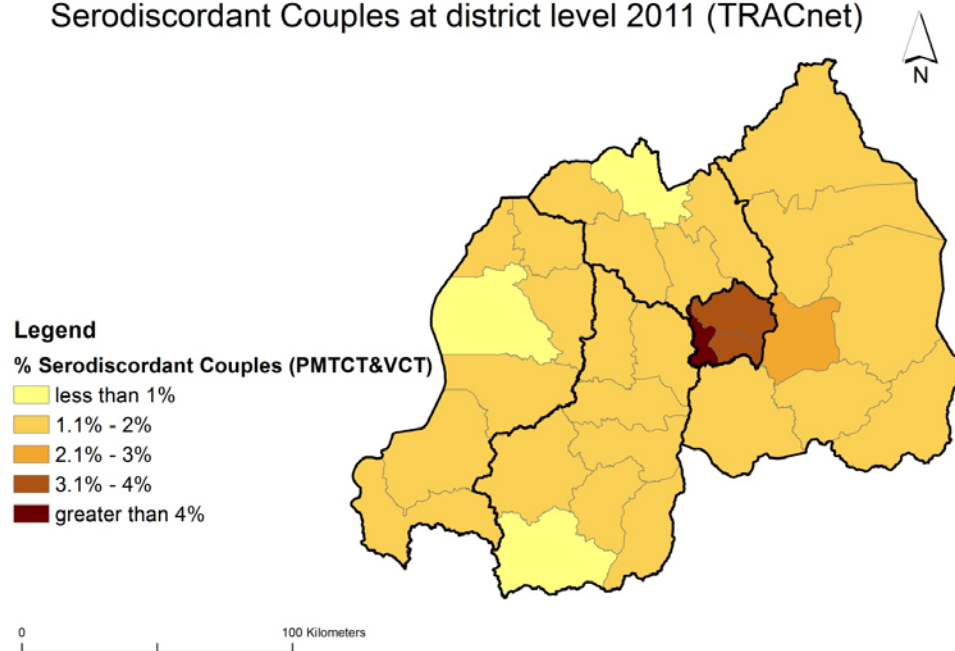 Serodiscordant Couples at district level 2011 (TRACnet)
N
Legend
% Serodiscordant Couples (PMTCT&VCT)
less than 1%
1.1% - 2%
2.1% - 3%
3.1% - 4%
greater than 4%
0 100 Kilometers